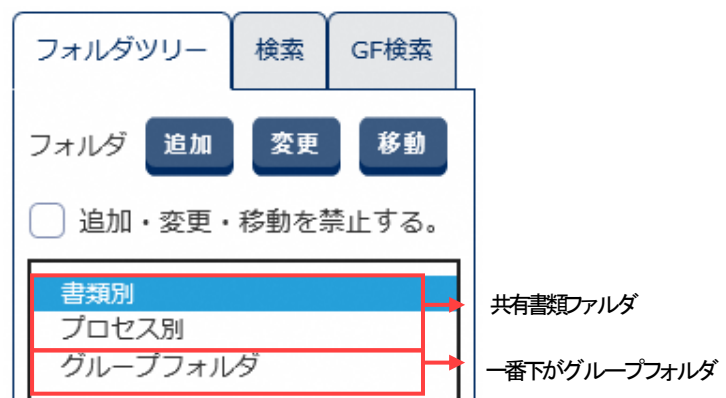 フォルダツリー 検索 GF検索
フォルダ 追加 変更 移動
追加・変更・移動を禁止する。
書類別
共有書類ファルダ
プロセス別
グループフォルダ
一番下がグループフォルダ